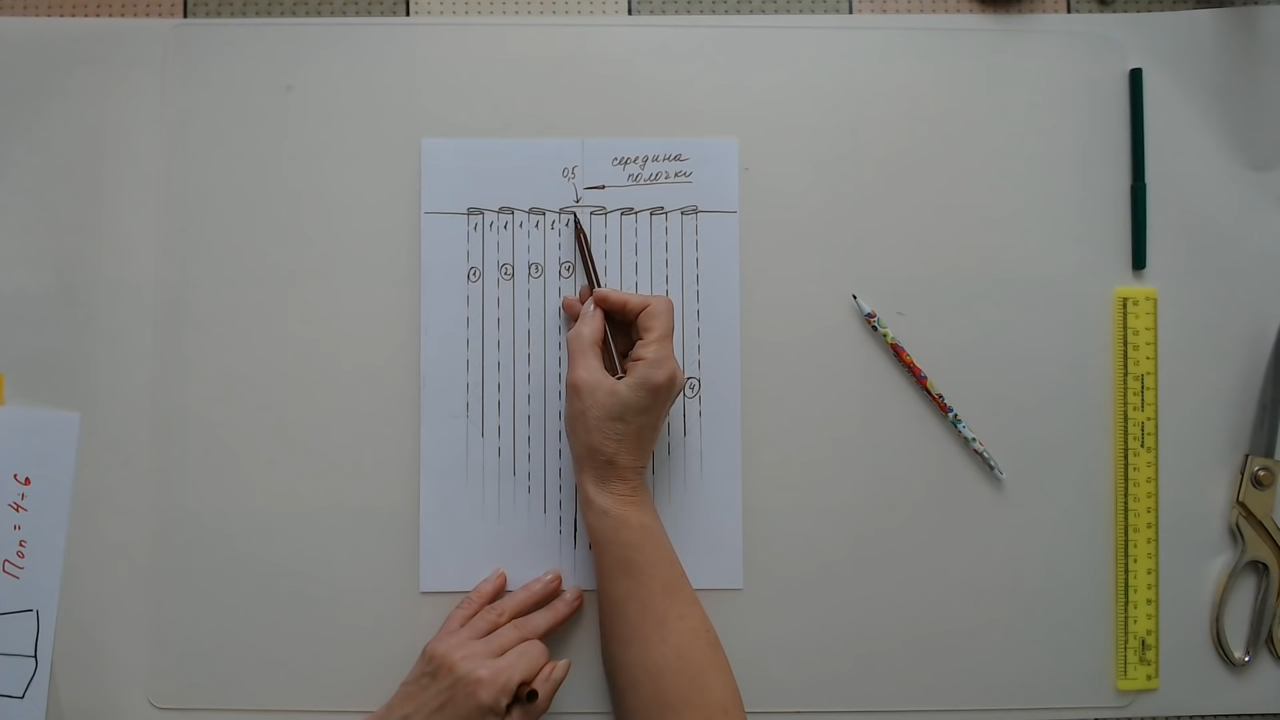 середина
полочки
0,5
1 1 1 1 1 1 1
1 2 3 4
4
Поп = 4÷6